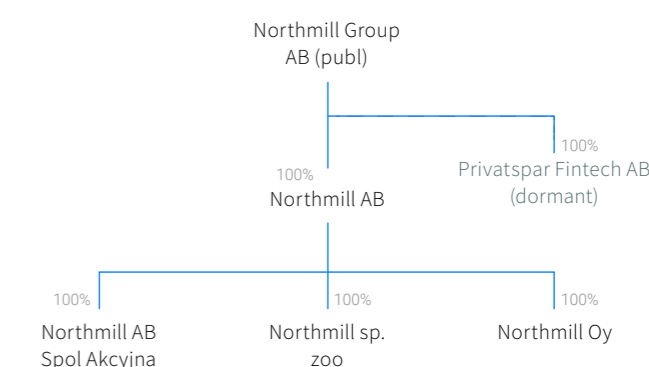 Northmill Group
AB (publ)
100%
Privatspar Fintech AB
(dormant)
100%
Northmill AB
100%
100%
100%
Northmill AB
Spol Akcyjna
Northmill sp.
zoo
Northmill Oy